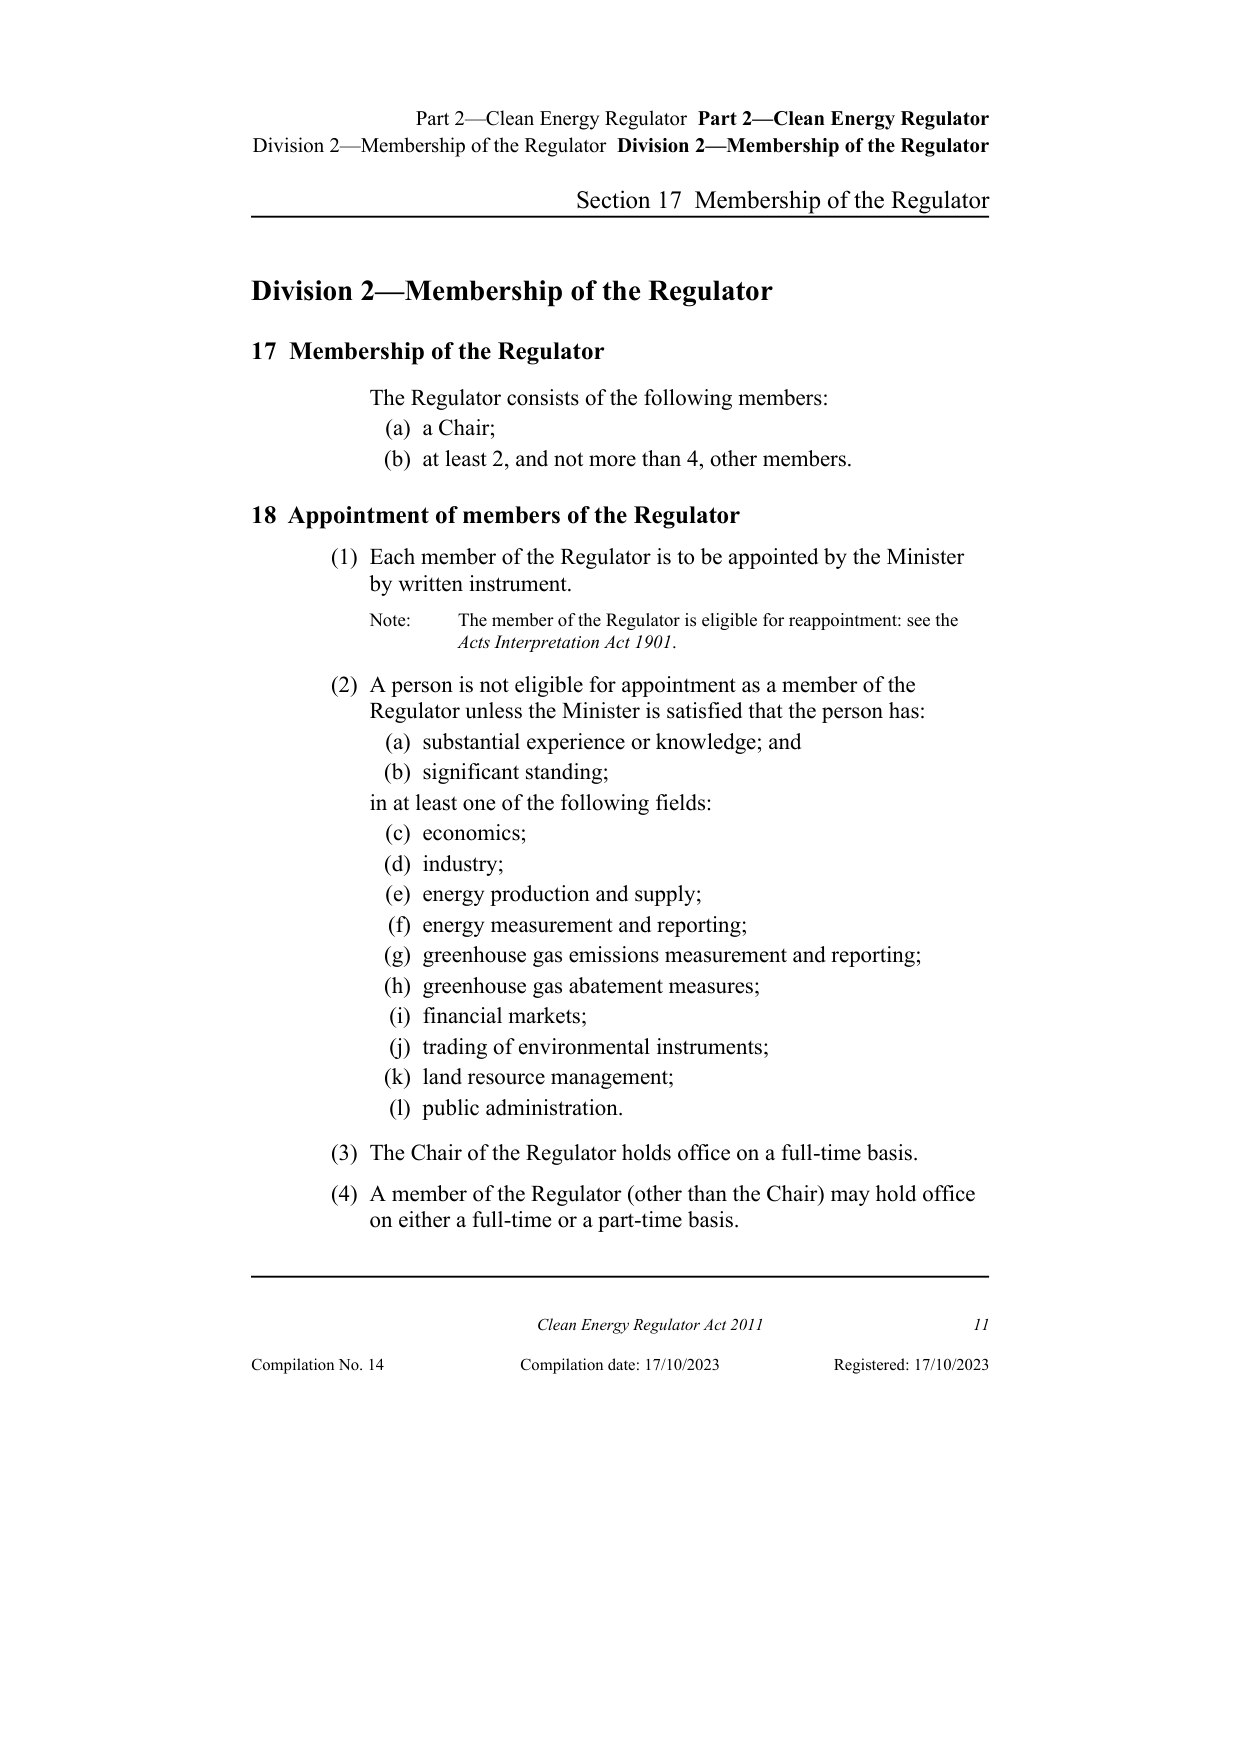 Part 2—Clean Energy Regulator  Part 2—Clean Energy Regulator
Division 2—Membership of the Regulator  Division 2—Membership of the Regulator
Section 17  Membership of the Regulator
Division 2—Membership of the Regulator
17  Membership of the Regulator
The Regulator consists of the following members:
(a)  a Chair;
(b)  at least 2, and not more than 4, other members.
18  Appointment of members of the Regulator
(1)  Each member of the Regulator is to be appointed by the Minister
by written instrument.
Note:  The member of the Regulator is eligible for reappointment: see the
Acts Interpretation Act 1901.
(2)  A person is not eligible for appointment as a member of the
Regulator unless the Minister is satisfied that the person has:
(a)  substantial experience or knowledge; and
(b)  significant standing;
in at least one of the following fields:
(c)  economics;
(d)  industry;
(e)  energy production and supply;
(f)  energy measurement and reporting;
(g)  greenhouse gas emissions measurement and reporting;
(h)  greenhouse gas abatement measures;
(i)  financial markets;
(j)  trading of environmental instruments;
(k)  land resource management;
(l)  public administration.
(3)  The Chair of the Regulator holds office on a full-time basis.
(4)  A member of the Regulator (other than the Chair) may hold office
on either a full-time or a part-time basis.
Clean Energy Regulator Act 2011  11
Compilation No. 14  Compilation date: 17/10/2023  Registered: 17/10/2023